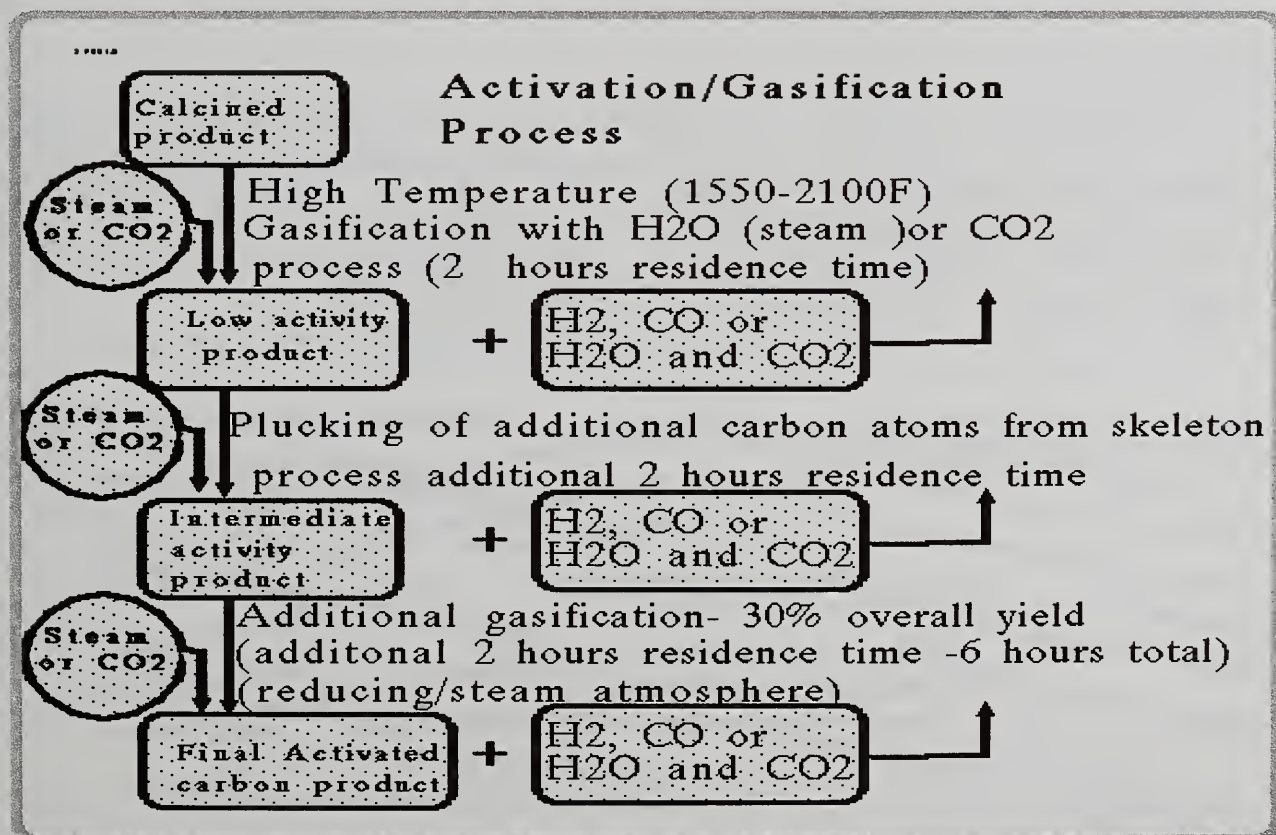 Activation/Gasification
Process
Calcined
product
Steam
or CO2
High Temperature (1550-2100F)
Gasification with H2O (steam )or CO2
process (2 hours residence time)
Low activity
product
+
H2, CO or
H2O and CO2
Steam
or CO2
Plucking of additional carbon atoms from skeleton
process additional 2 hours residence time
Intermediate
activity
product
+
H2, CO or
H2O and CO2
Steam
or CO2
Additional gasification- 30% overall yield
(additonal 2 hours residence time -6 hours total)
(reducing/steam atmosphere)
Final Activated
carbon product
+
H2, CO or
H2O and CO2